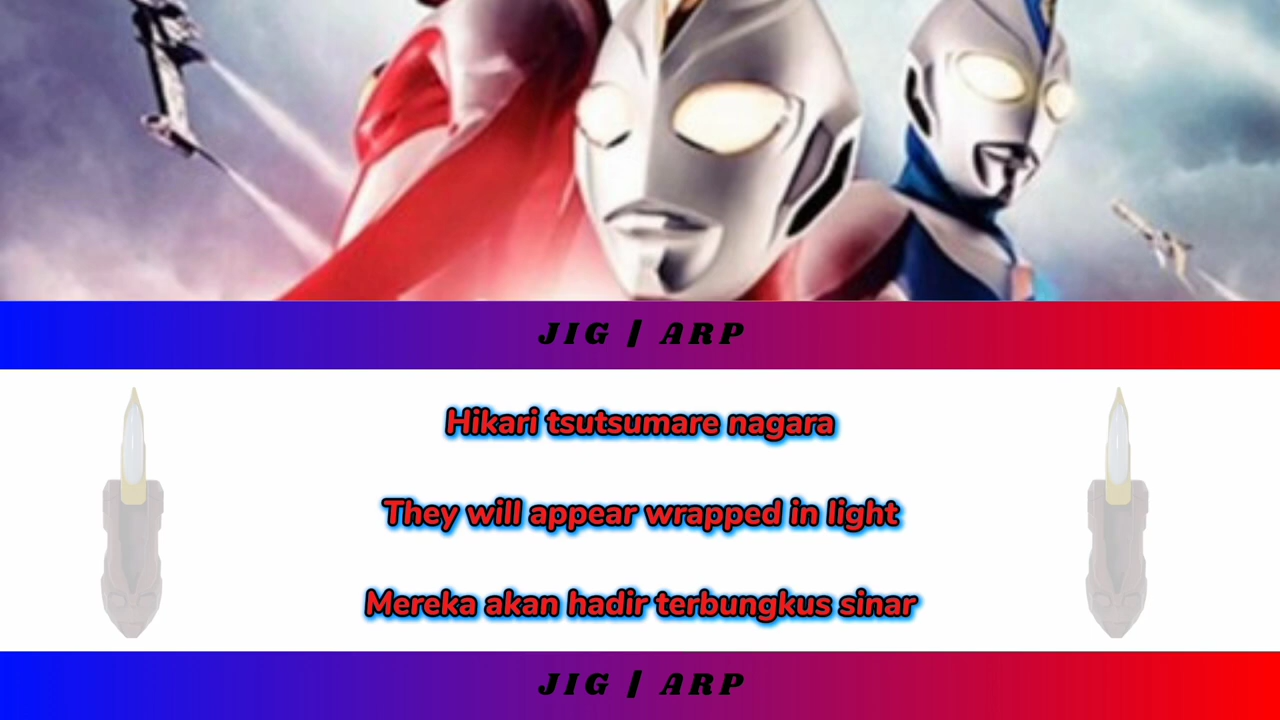 JIG | ARP
Hikari tsutsumare nagara
They will appear wrapped in light
Mereka akan hadir terbungkus sinar
JIG | ARP